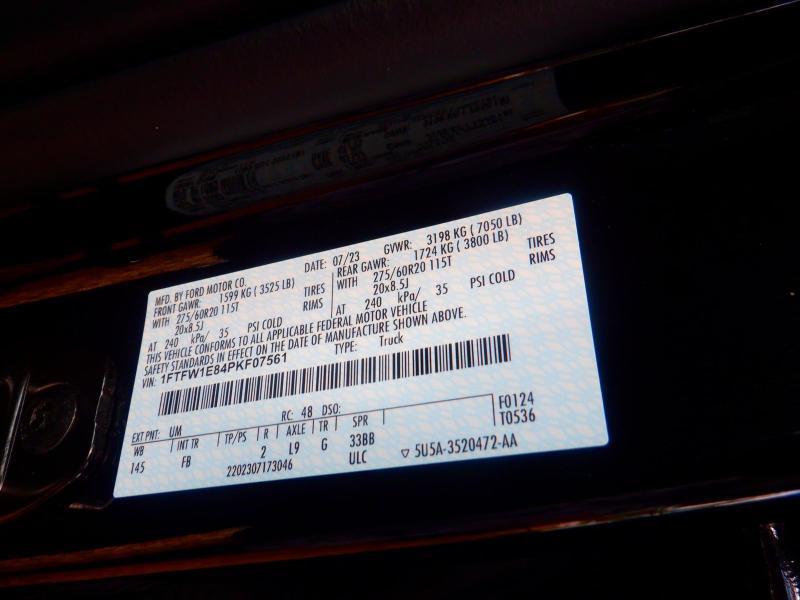 MFD. BY FORD MOTOR CO. DATE: 07/23 GVWR: 3198 KG ( 7050 LB)
FRONT GAWR: 1599 KG ( 3525 LB) REAR GAWR: 1724 KG ( 3800 LB)
WITH 275/60R20 115T TIRES WITH 275/60R20 115T TIRES
20x8.5J RIMS 20x8.5J RIMS
AT 240 kPa/ 35 PSI COLD AT 240 kPa/ 35 PSI COLD
THIS VEHICLE CONFORMS TO ALL APPLICABLE FEDERAL MOTOR VEHICLE
SAFETY STANDARDS IN EFFECT ON THE DATE OF MANUFACTURE SHOWN ABOVE.
VIN: 1FTFW1E84PKF07561 TYPE: Truck
EXT PNT: UM RC: 48 DSO: F0124
WB INT TR TP/PS R AXLE TR SPR T0536
145 FB 2 L9 G 33BB
2202307173046 ULC ▽ 5U5A-3520472-AA